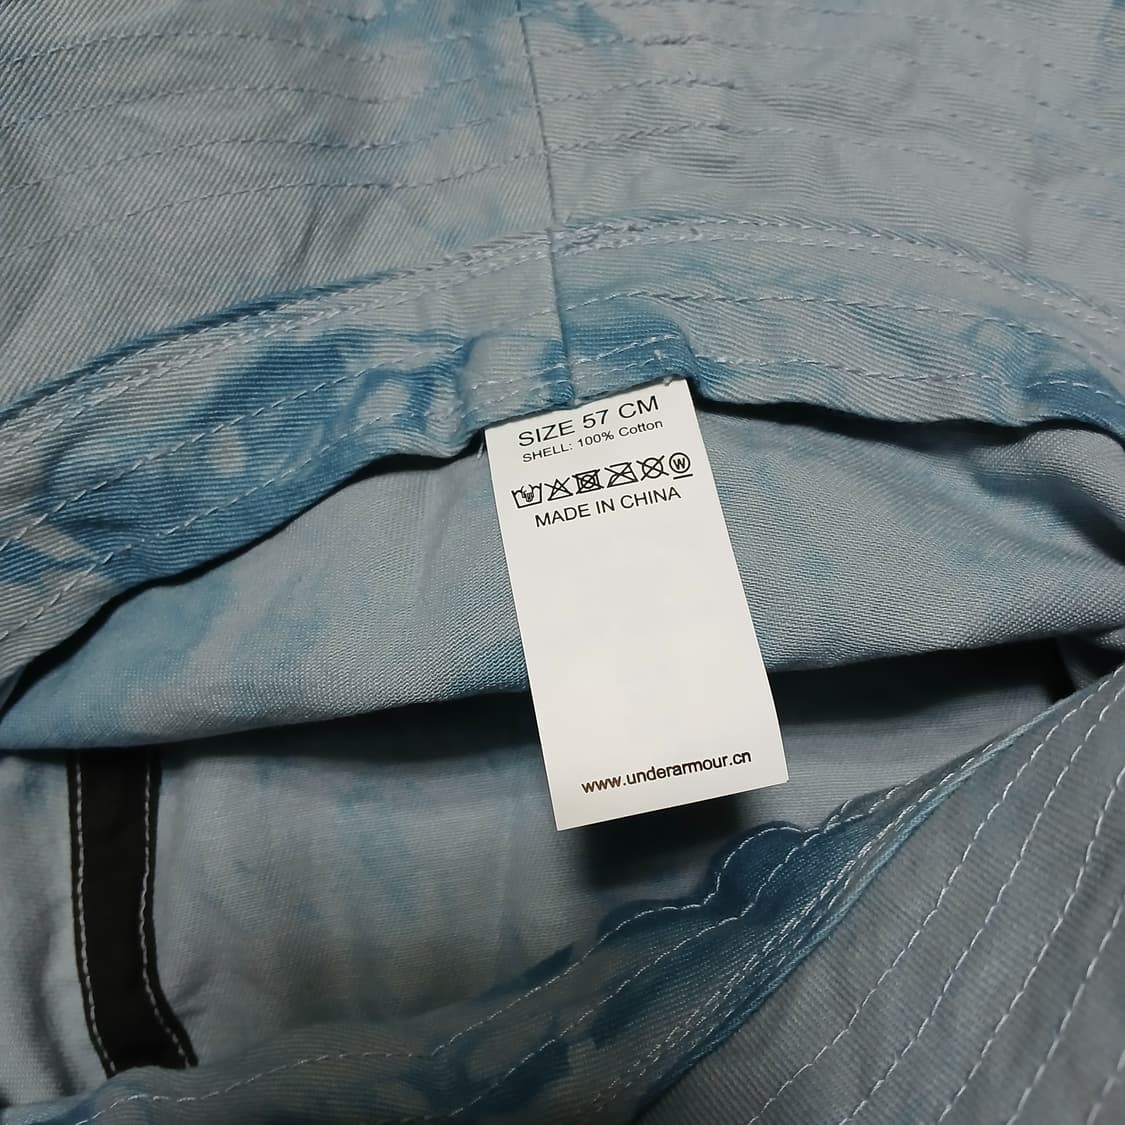 SIZE 57 CM
SHELL: 100% Cotton
W
MADE IN CHINA
www.underarmour.cn